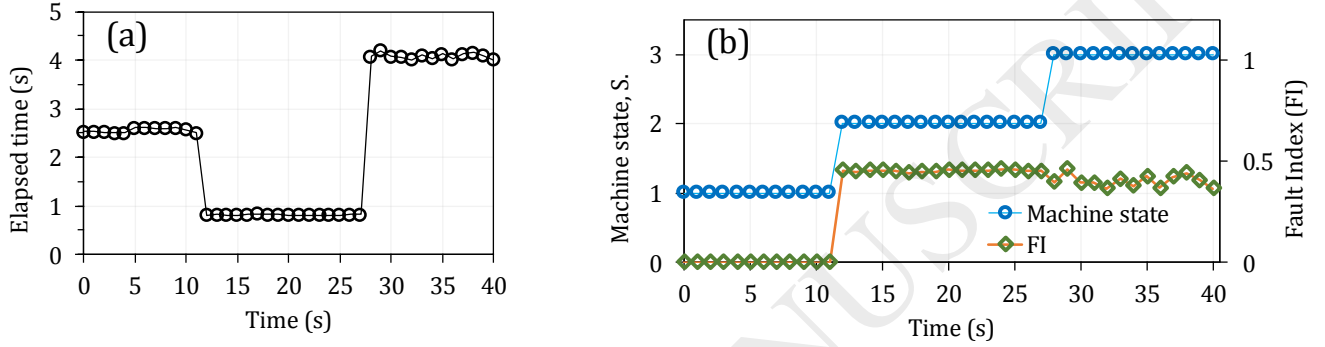 (a)
5
4
3
2
1
0
Elapsed time (s)
0 5 10 15 20 25 30 35 40
Time (s)
(b)
3
2
1
0
Machine state, S.
1
0.5
0
Fault Index (FI)
Machine state
FI
0 5 10 15 20 25 30 35 40
Time (s)
NUSCRI